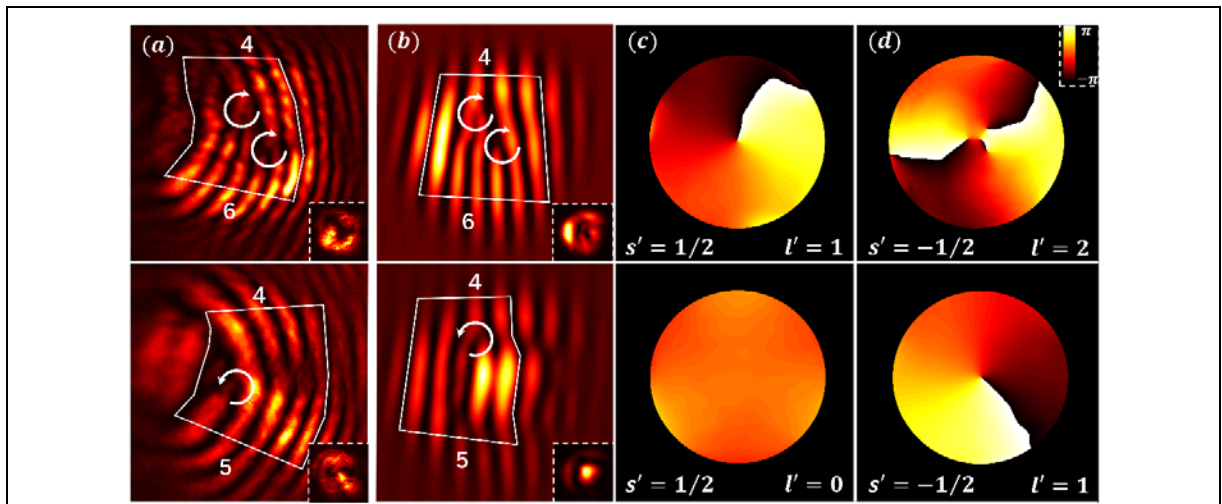 (a) (b) (c) (d)
π
-π
4 4
6 6
s' = 1/2 l' = 1 s' = -1/2 l' = 2
4 4
5 5
s' = 1/2 l' = 0 s' = -1/2 l' = 1